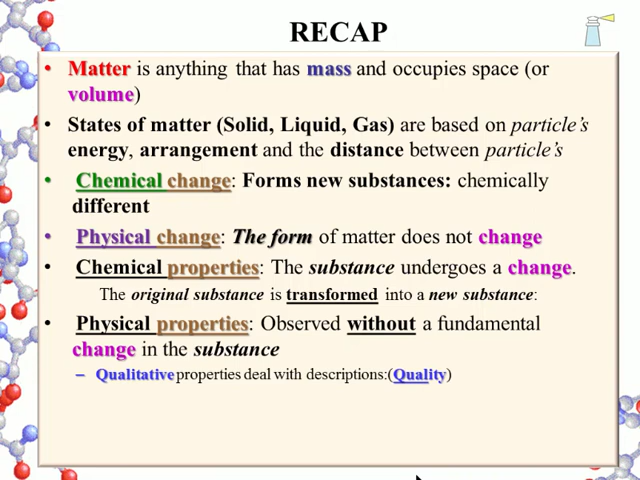 RECAP
• Matter is anything that has mass and occupies space (or
volume)
• States of matter (Solid, Liquid, Gas) are based on particle's
energy, arrangement and the distance between particle's
• Chemical change: Forms new substances: chemically
different
• Physical change: The form of matter does not change
• Chemical properties: The substance undergoes a change.
The original substance is transformed into a new substance:
• Physical properties: Observed without a fundamental
change in the substance
– Qualitative properties deal with descriptions:(Quality)